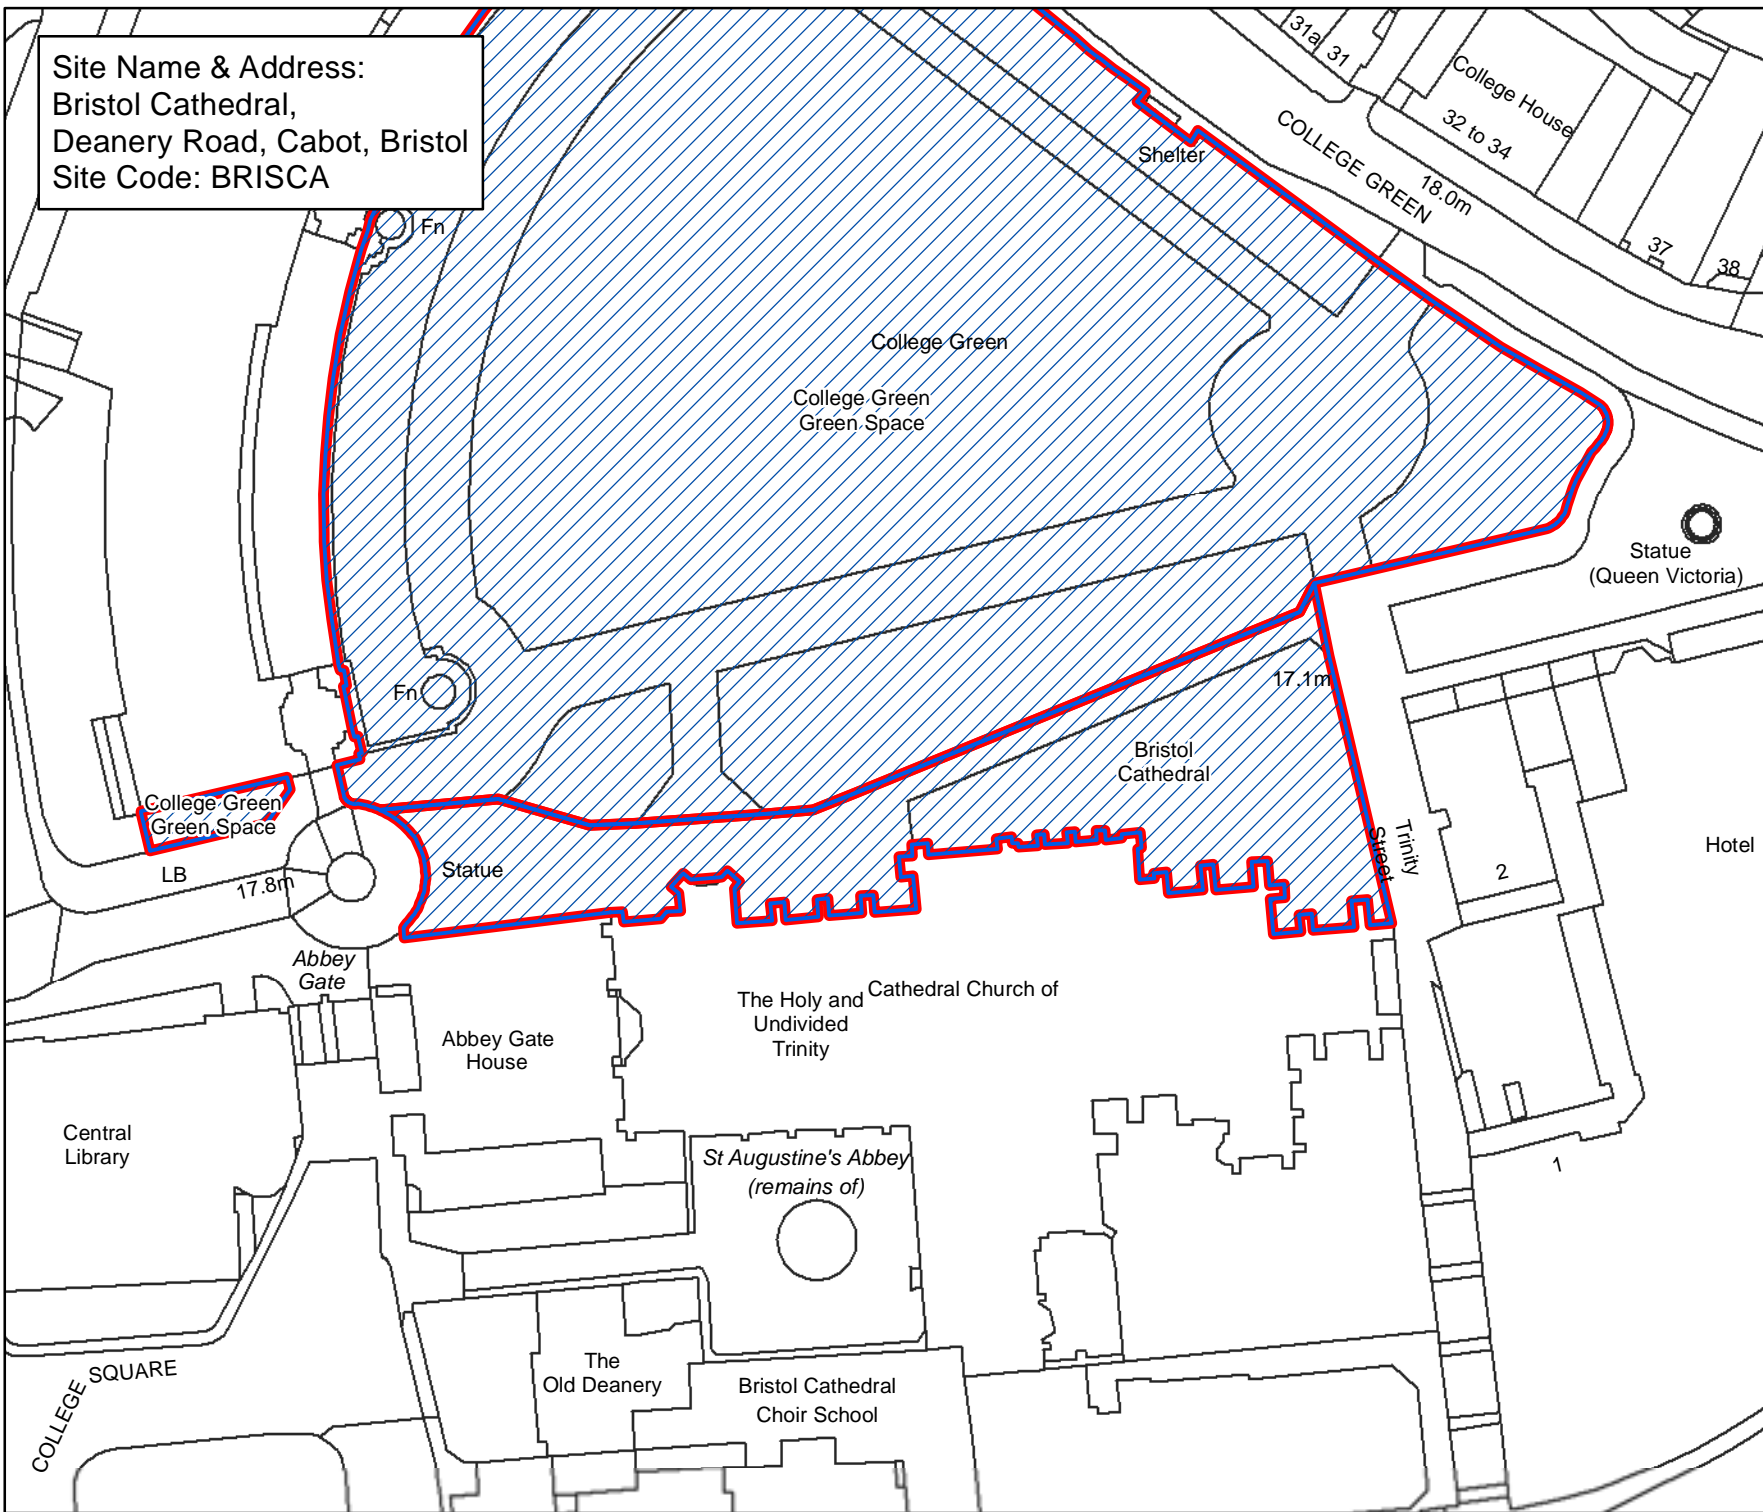 Site Name & Address:
Bristol Cathedral,
Deanery Road, Cabot, Bristol
Site Code: BRISCA
31a
31
College House
32 to 34
COLLEGE GREEN
18.0m
37
38
Shelter
Fn
College Green
College Green
Green Space
Statue
(Queen Victoria)
Fn
17.1m
Bristol
Cathedral
College Green
Green Space
LB
17.8m
Statue
Trinity
Street
2
Hotel
Abbey
Gate
Abbey Gate
House
The Holy and
Undivided
Trinity
Cathedral Church of
Central
Library
St Augustine's Abbey
(remains of)
1
The
Old Deanery
Bristol Cathedral
Choir School
COLLEGE SQUARE